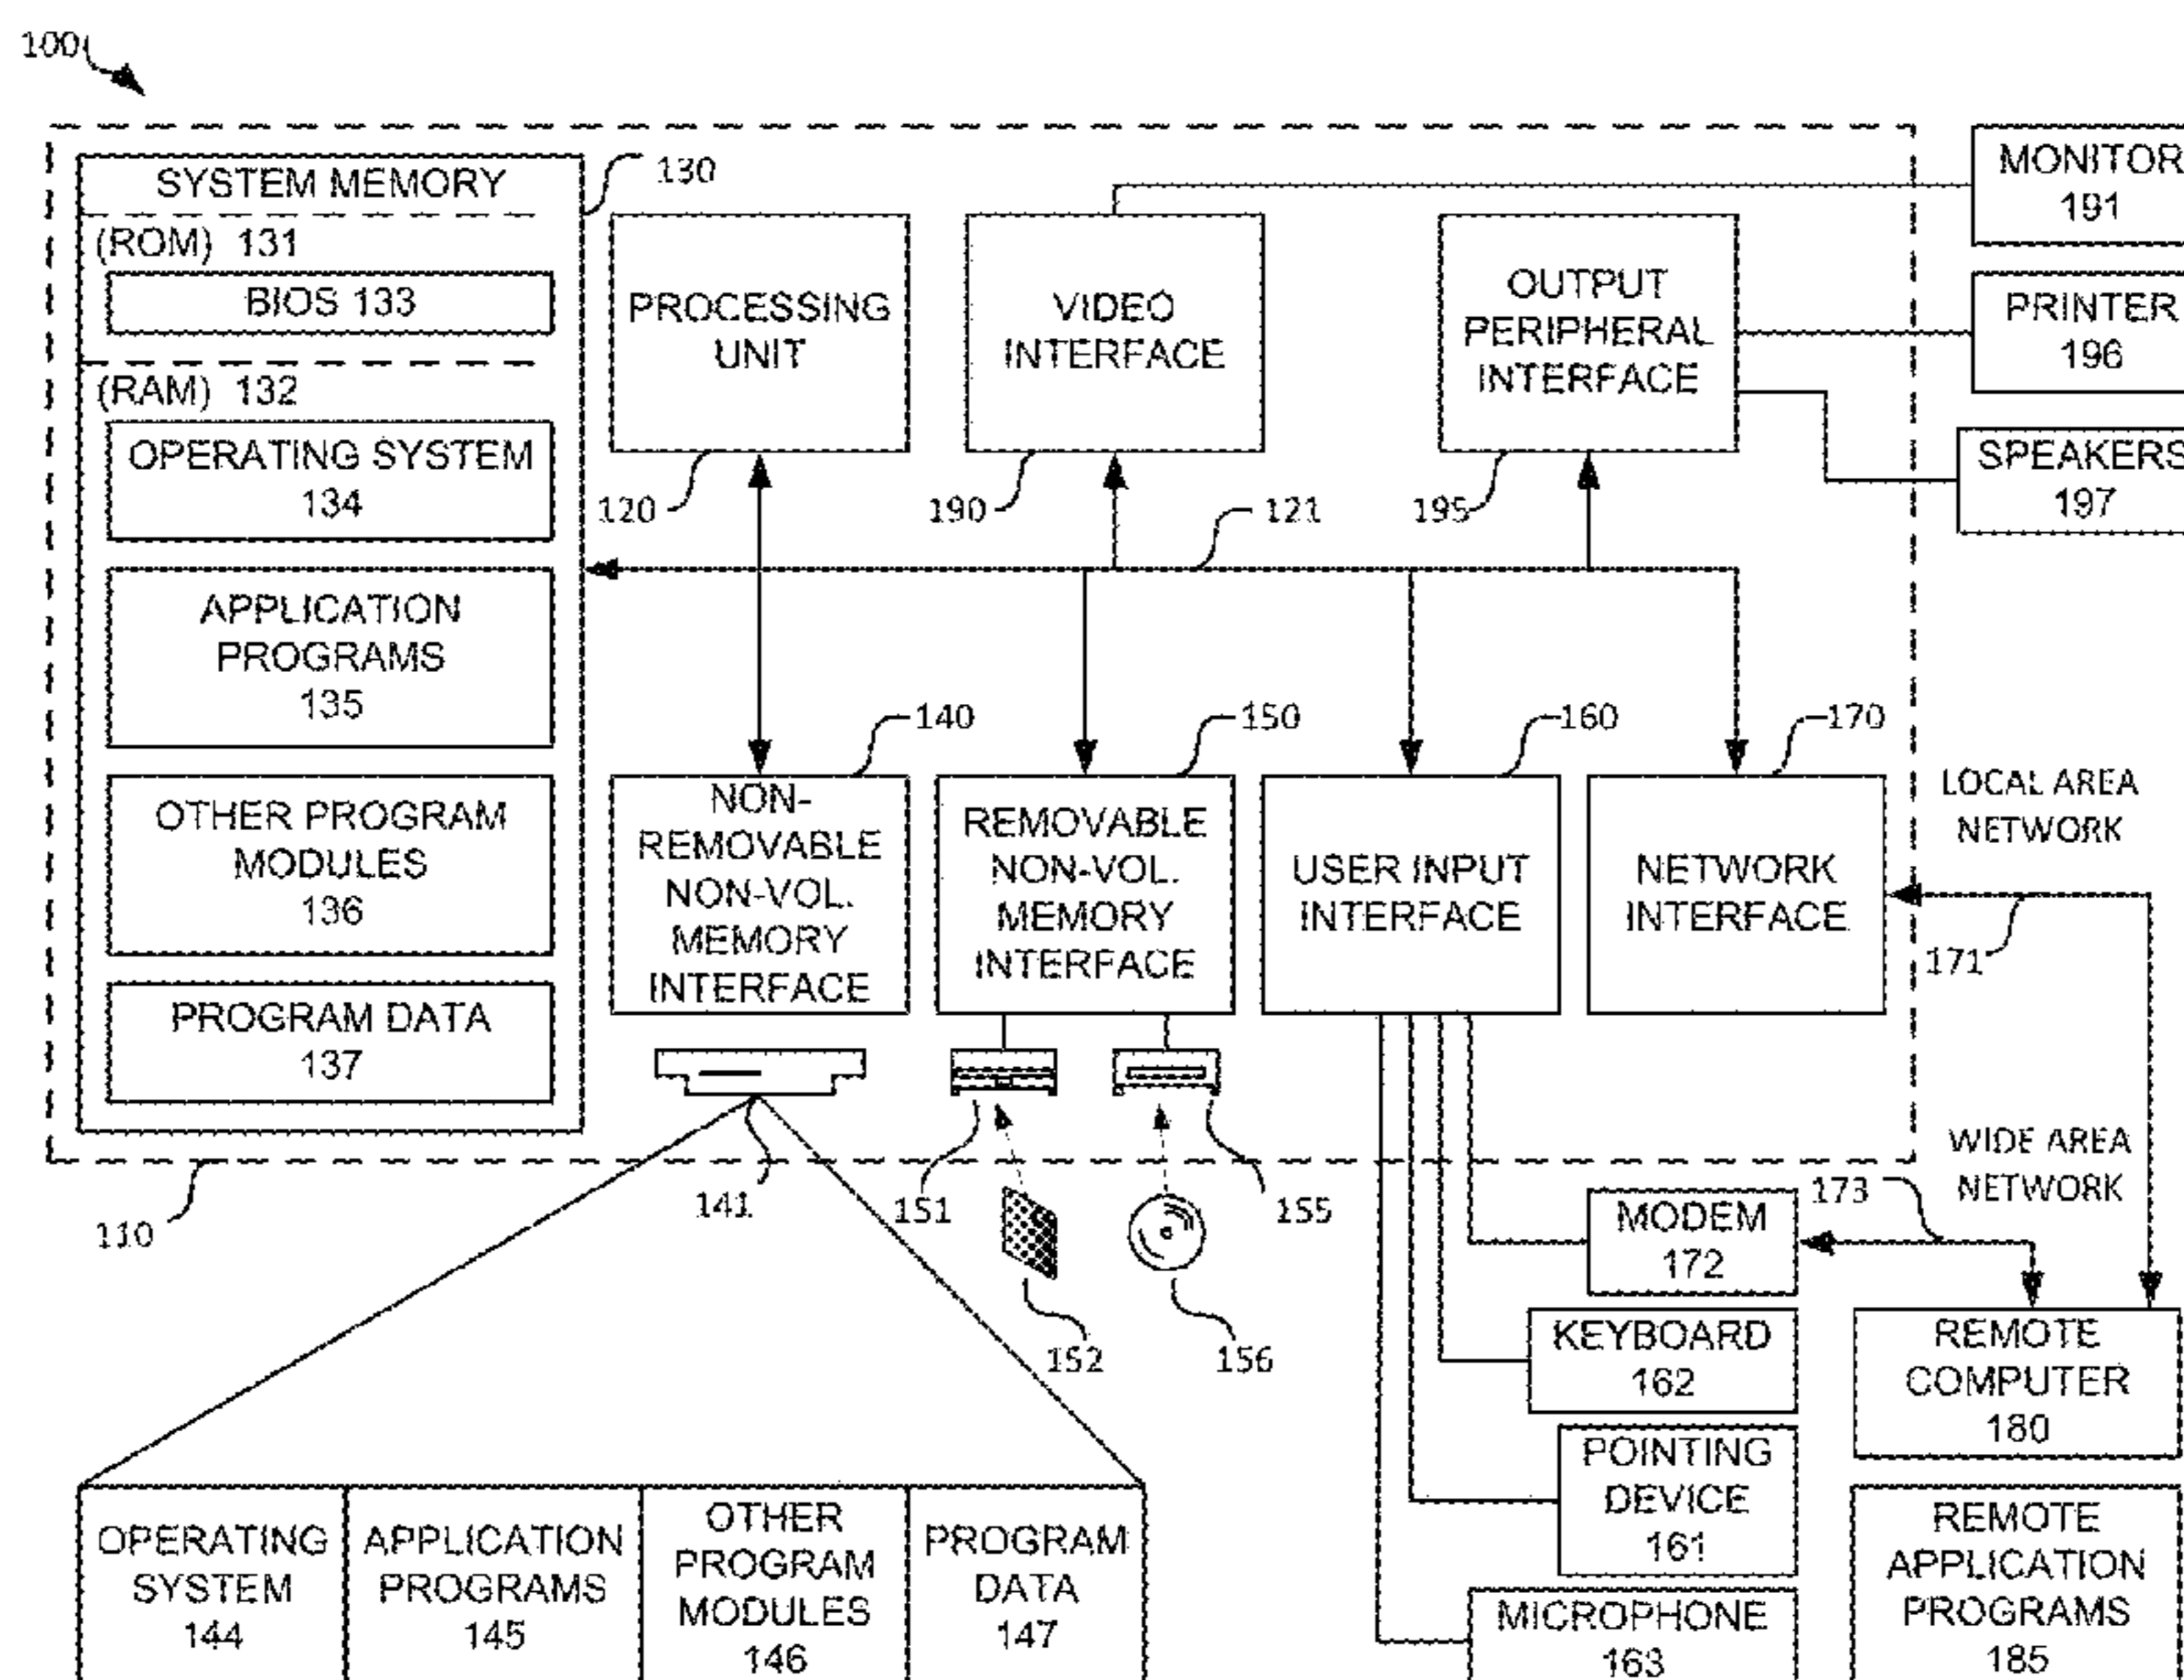 100
SYSTEM MEMORY
130
(ROM) 131
BIOS 133
(RAM) 132
OPERATING SYSTEM
134
APPLICATION
PROGRAMS
135
OTHER PROGRAM
MODULES
136
PROGRAM DATA
137
PROCESSING
UNIT
120
VIDEO
INTERFACE
190
121
OUTPUT
PERIPHERAL
INTERFACE
195
MONITOR
191
PRINTER
196
SPEAKERS
197
140
NON-
REMOVABLE
NON-VOL.
MEMORY
INTERFACE
150
REMOVABLE
NON-VOL.
MEMORY
INTERFACE
160
USER INPUT
INTERFACE
170
NETWORK
INTERFACE
LOCAL AREA
NETWORK
171
WIDE AREA
NETWORK
173
110
141
151
155
152
156
MODEM
172
KEYBOARD
162
POINTING
DEVICE
161
MICROPHONE
163
REMOTE
COMPUTER
180
REMOTE
APPLICATION
PROGRAMS
185
OPERATING
SYSTEM
144
APPLICATION
PROGRAMS
145
OTHER
PROGRAM
MODULES
146
PROGRAM
DATA
147